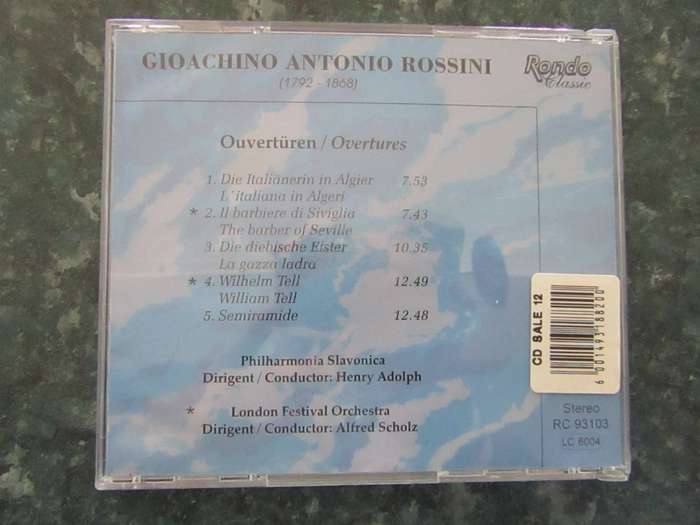 GIOACHINO ANTONIO ROSSINI
(1792 - 1868)
Rondo
Classic
Ouvertüren / Overtures
1. Die Italianerin in Algier 7.53
L'italiana in Algeri
* 2. Il barbiere di Siviglia 7.43
The barber of Seville
3. Die diebische Elster 10.35
La gazza ladra
* 4. Wilhelm Tell 12.49
William Tell
5. Semiramide 12.48
Philharmonia Slavonica
Dirigent / Conductor: Henry Adolph
* London Festival Orchestra
Dirigent / Conductor: Alfred Scholz
CD SALE 12
6001493188200
Stereo
RC 93103
LC 6004